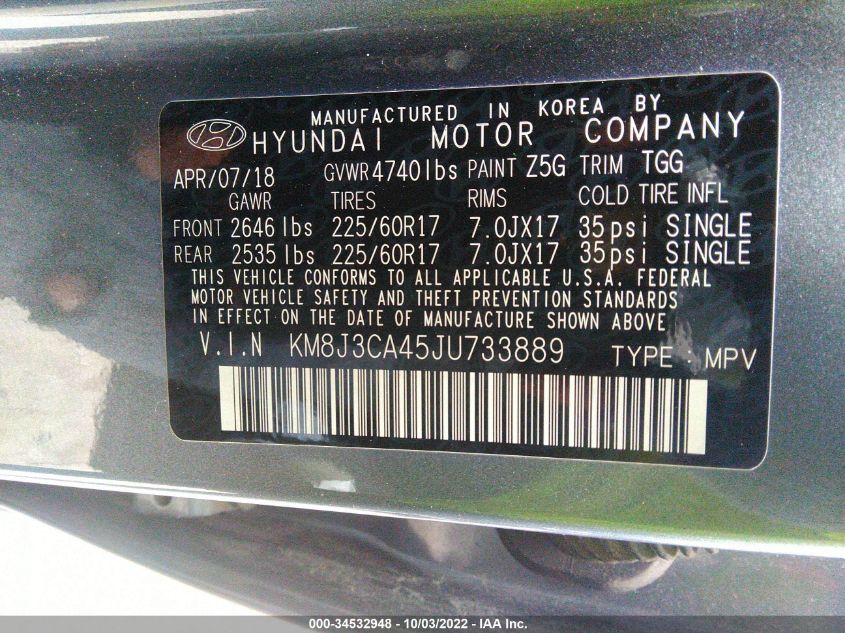 MANUFACTURED IN KOREA BY
HYUNDAI MOTOR COMPANY
APR/07/18 GVWR 4740lbs PAINT Z5G TRIM TGG
GAWR TIRES RIMS COLD TIRE INFL
FRONT 2646 lbs 225/60R17 7.0JX17 35psi SINGLE
REAR 2535 lbs 225/60R17 7.0JX17 35psi SINGLE
THIS VEHICLE CONFORMS TO ALL APPLICABLE U.S.A. FEDERAL
MOTOR VEHICLE SAFETY AND THEFT PREVENTION STANDARDS
IN EFFECT ON THE DATE OF MANUFACTURE SHOWN ABOVE.
V.I.N KM8J3CA45JU733889 TYPE : MPV
000-34532948 - 10/03/2022 - IAA Inc.